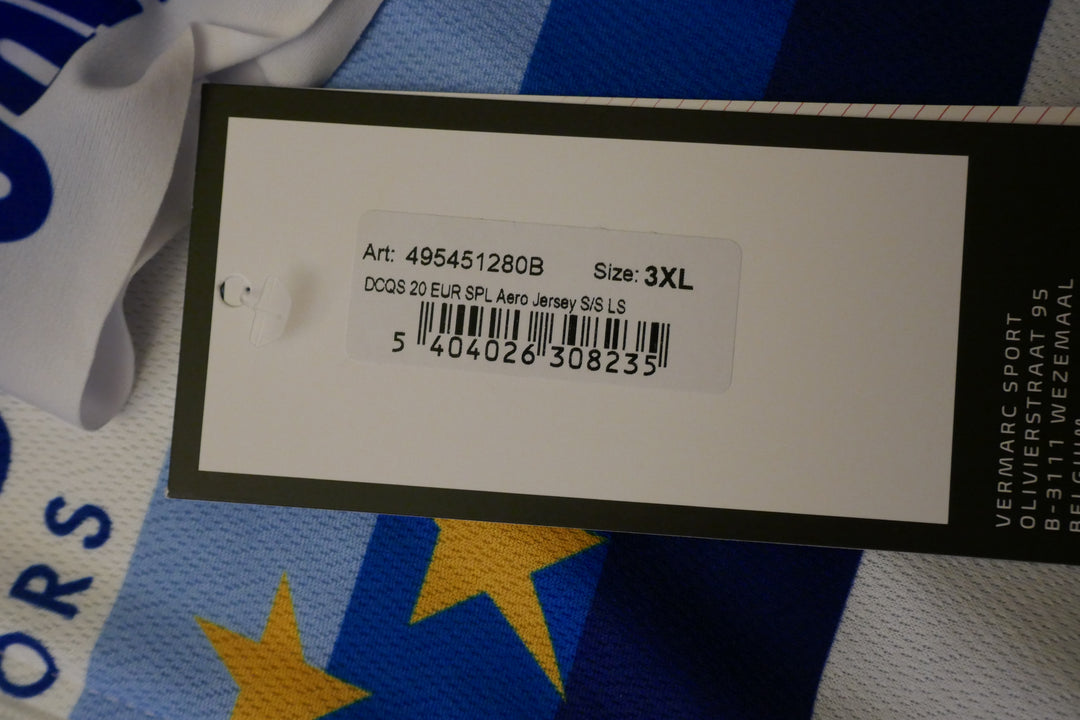 Art: 495451280B Size: 3XL
DCQS 20 EUR SPL Aero Jersey S/S LS
5 404026 308235
VERMARC SPORT
OLIVIERSTRAAT 95
B-3111 WEZEMAAL
BELGIUM
ORS